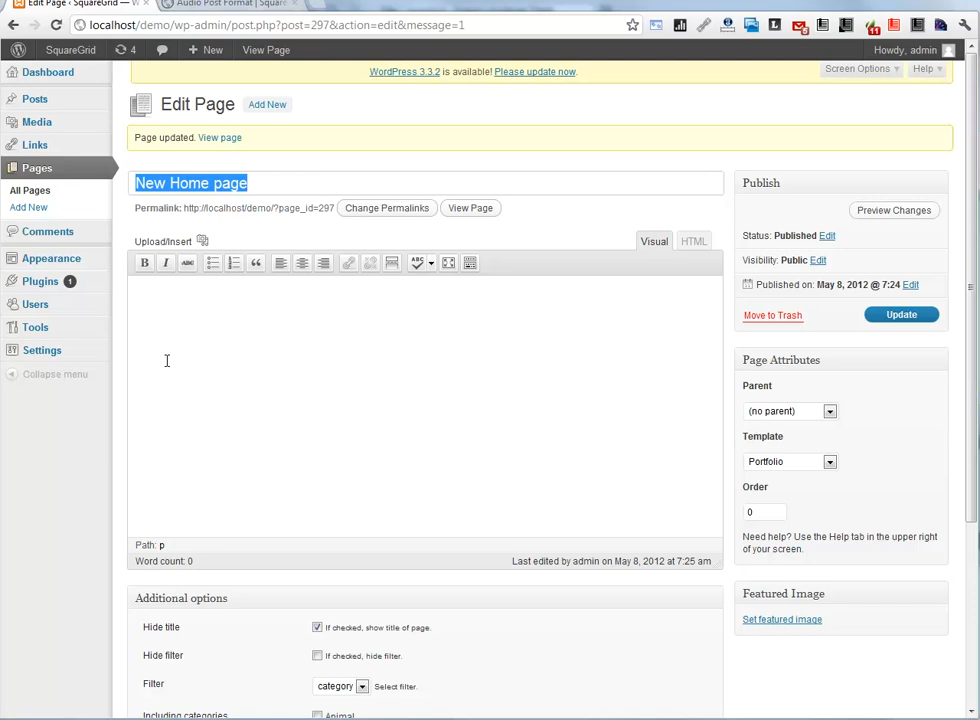 Edit Page ‹ SquareGrid — W
Audio Post Format | Square
localhost/demo/wp-admin/post.php?post=297&action=edit&message=1
SquareGrid 4 New View Page Howdy, admin
WordPress 3.3.2 is available! Please update now.
Screen Options Help
Dashboard
Posts
Media
Links
Pages
All Pages
Add New
Comments
Appearance
Plugins 1
Users
Tools
Settings
Collapse menu
Edit Page Add New
Page updated. View page
New Home page
Permalink: http://localhost/demo/?page_id=297 Change Permalinks View Page
Upload/Insert Visual HTML
B I ABC ABC
Path: p
Word count: 0 Last edited by admin on May 8, 2012 at 7:25 am
Additional options
Hide title If checked, show title of page.
Hide filter If checked, hide filter.
Filter category Select filter.
Including categories Animal
Publish
Preview Changes
Status: Published Edit
Visibility: Public Edit
Published on: May 8, 2012 @ 7:24 Edit
Move to Trash Update
Page Attributes
Parent
(no parent)
Template
Portfolio
Order
0
Need help? Use the Help tab in the upper right
of your screen.
Featured Image
Set featured image